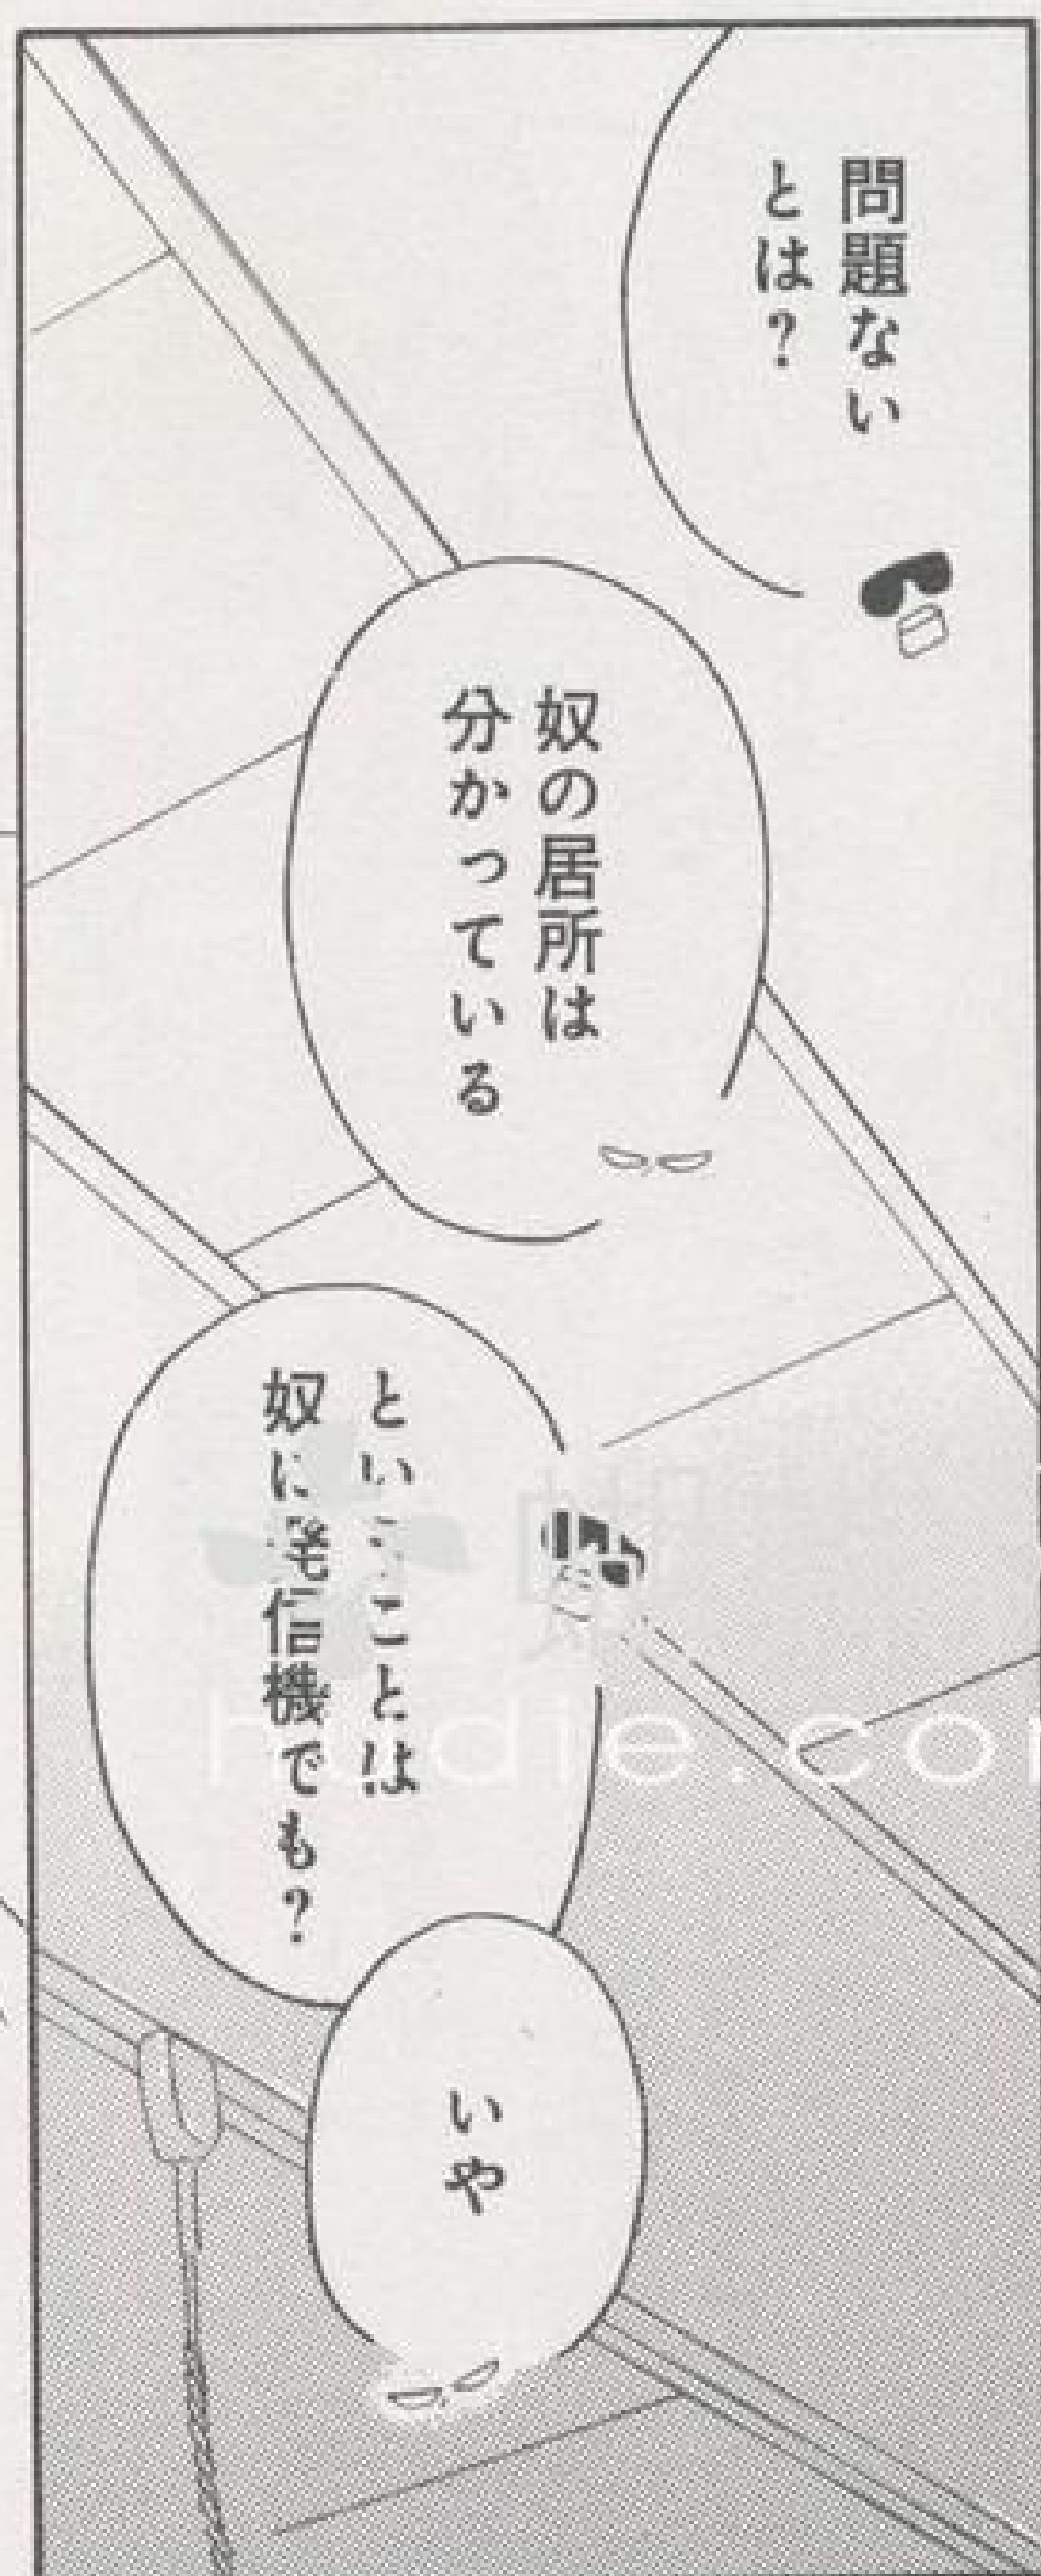 問題ない
とは?
奴の居所は
分かっている
ということは
奴に発信機でも?
いや